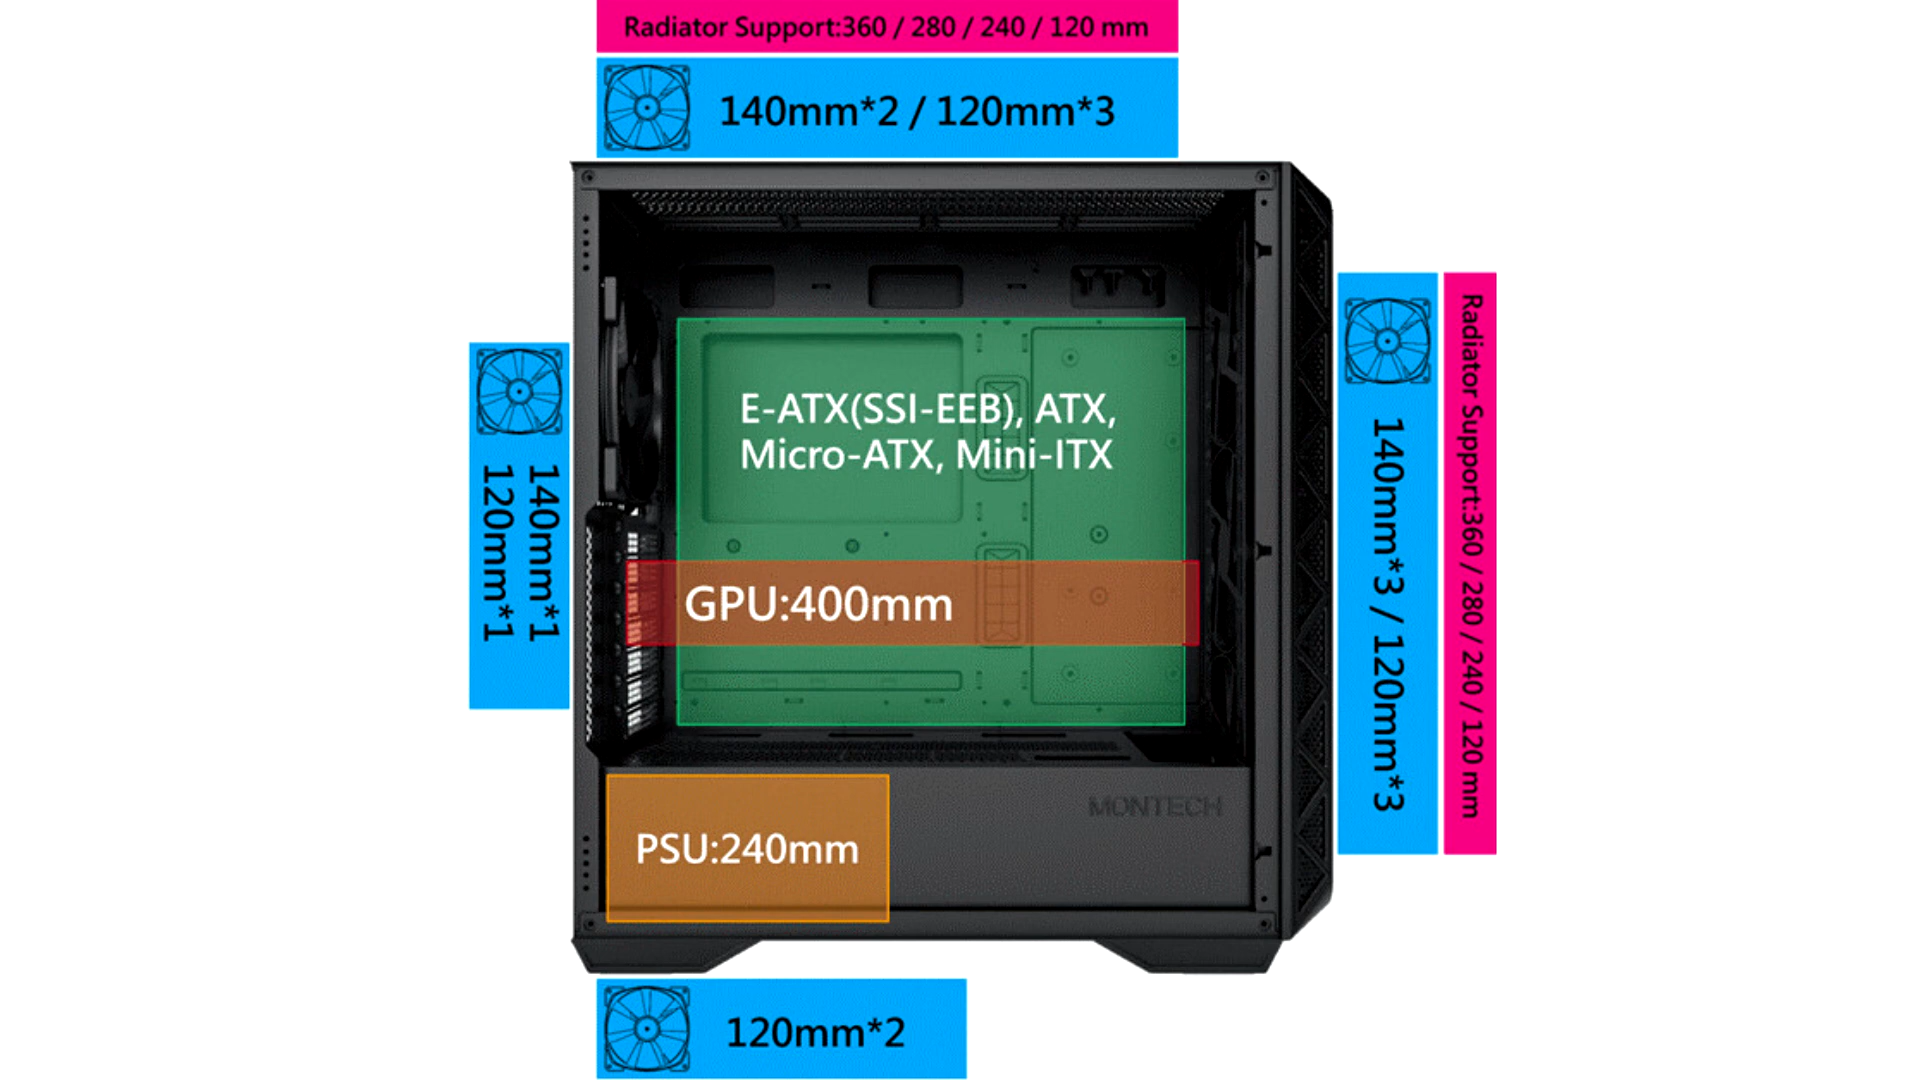 Radiator Support:360 / 280 / 240 / 120 mm
140mm*2 / 120mm*3
140mm*1
120mm*1
E-ATX(SSI-EEB), ATX,
Micro-ATX, Mini-ITX
GPU:400mm
140mm*3 / 120mm*3
Radiator Support:360 / 280 / 240 / 120 mm
MONTECH
PSU:240mm
120mm*2